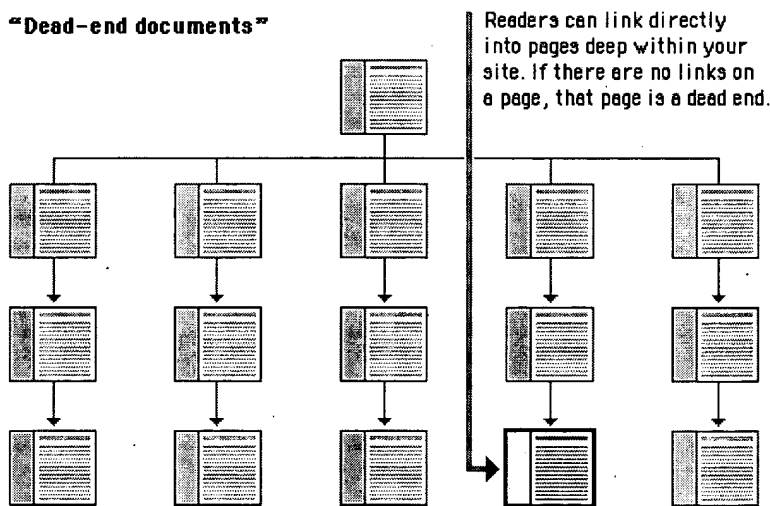 “Dead-end documents”
Readers can link directly
into pages deep within your
site. If there are no links on
a page, that page is a dead end.